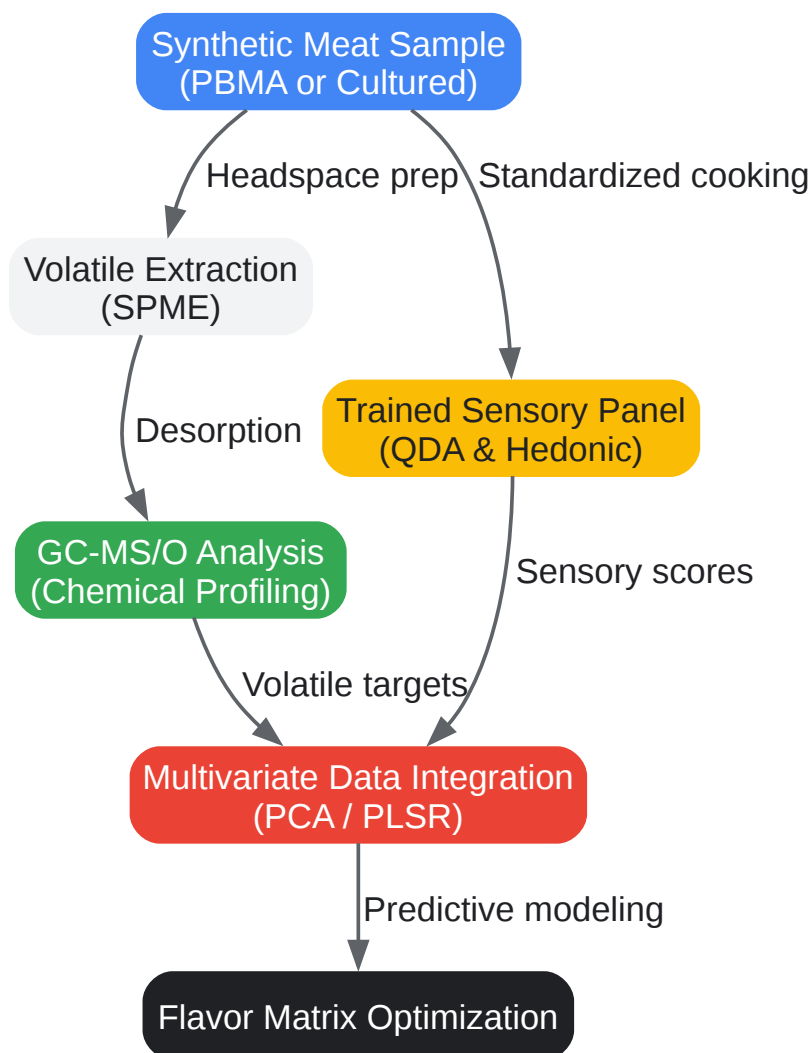 Synthetic Meat Sample
(PBMA or Cultured)
Headspace prep
Standardized cooking
Volatile Extraction
(SPME)
Desorption
Trained Sensory Panel
(QDA & Hedonic)
GC-MS/O Analysis
(Chemical Profiling)
Sensory scores
Volatile targets
Multivariate Data Integration
(PCA / PLSR)
Predictive modeling
Flavor Matrix Optimization